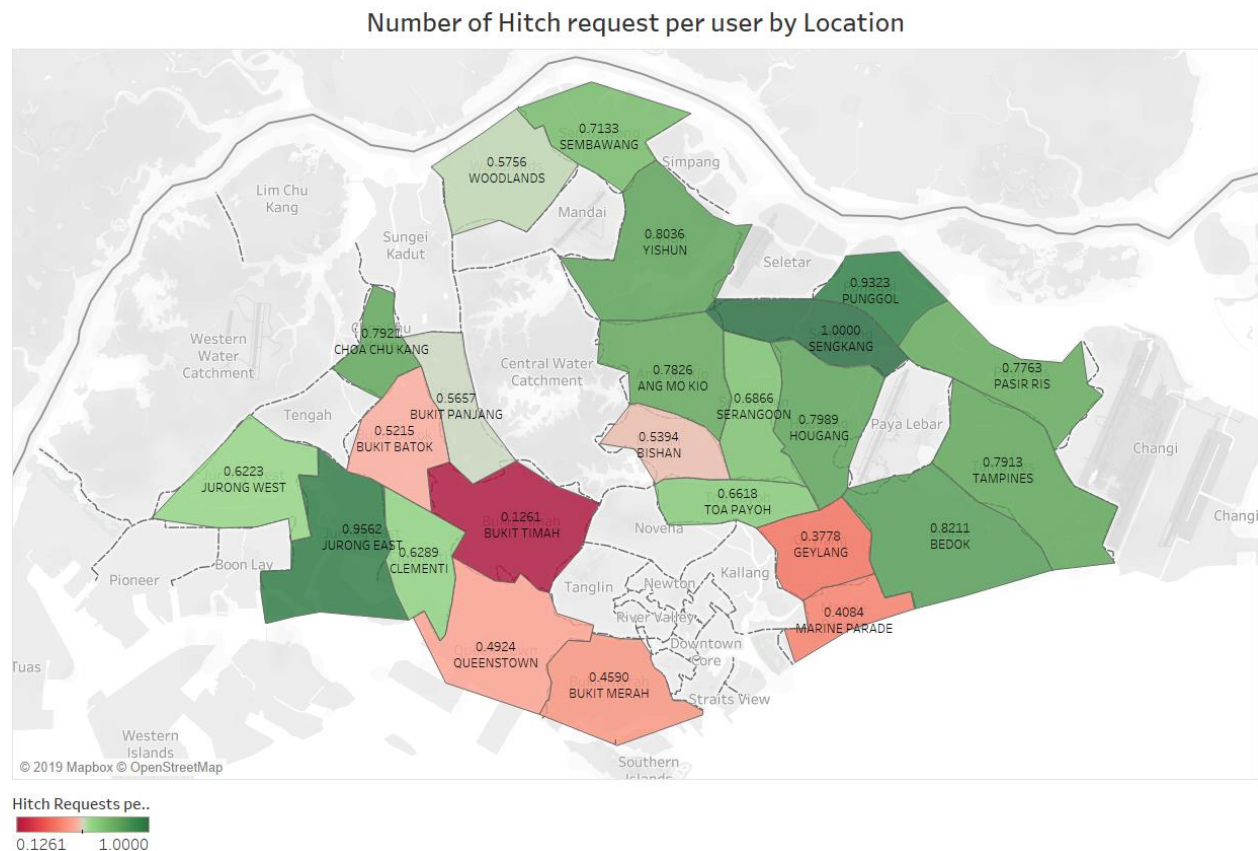 Number of Hitch request per user by Location
0.7133
SEMBAWANG
Simpang
0.5756
WOODLANDS
Lim Chu
Kang
Mandai
Sungei
Kadut
0.8036
YISHUN
Seletar
0.9323
PUNGGOL
Western
Water
Catchment
0.7921
CHOA CHU KANG
Central Water
Catchment
1.0000
SENGKANG
0.7826
ANG MO KIO
0.7763
PASIR RIS
0.5657
BUKIT PANJANG
0.6866
SERANGOON
0.7989
HOUGANG
Paya Lebar
Tengah
0.5215
BUKIT BATOK
0.5394
BISHAN
Changi
0.6223
JURONG WEST
0.7913
TAMPINES
0.6618
TOA PAYOH
0.1261
BUKIT TIMAH
Novena
Changi
0.9562
JURONG EAST
0.3778
GEYLANG
0.8211
BEDOK
0.6289
CLEMENTI
Boon Lay
Pioneer
Tanglin
Newton
Kallang
River Valley
0.4084
MARINE PARADE
0.4924
QUEENSTOWN
Downtown
Core
Tuas
0.4590
BUKIT MERAH
Straits View
Western
Islands
Southern
Islands
© 2019 Mapbox © OpenStreetMap
Hitch Requests pe..
0.1261 1.0000